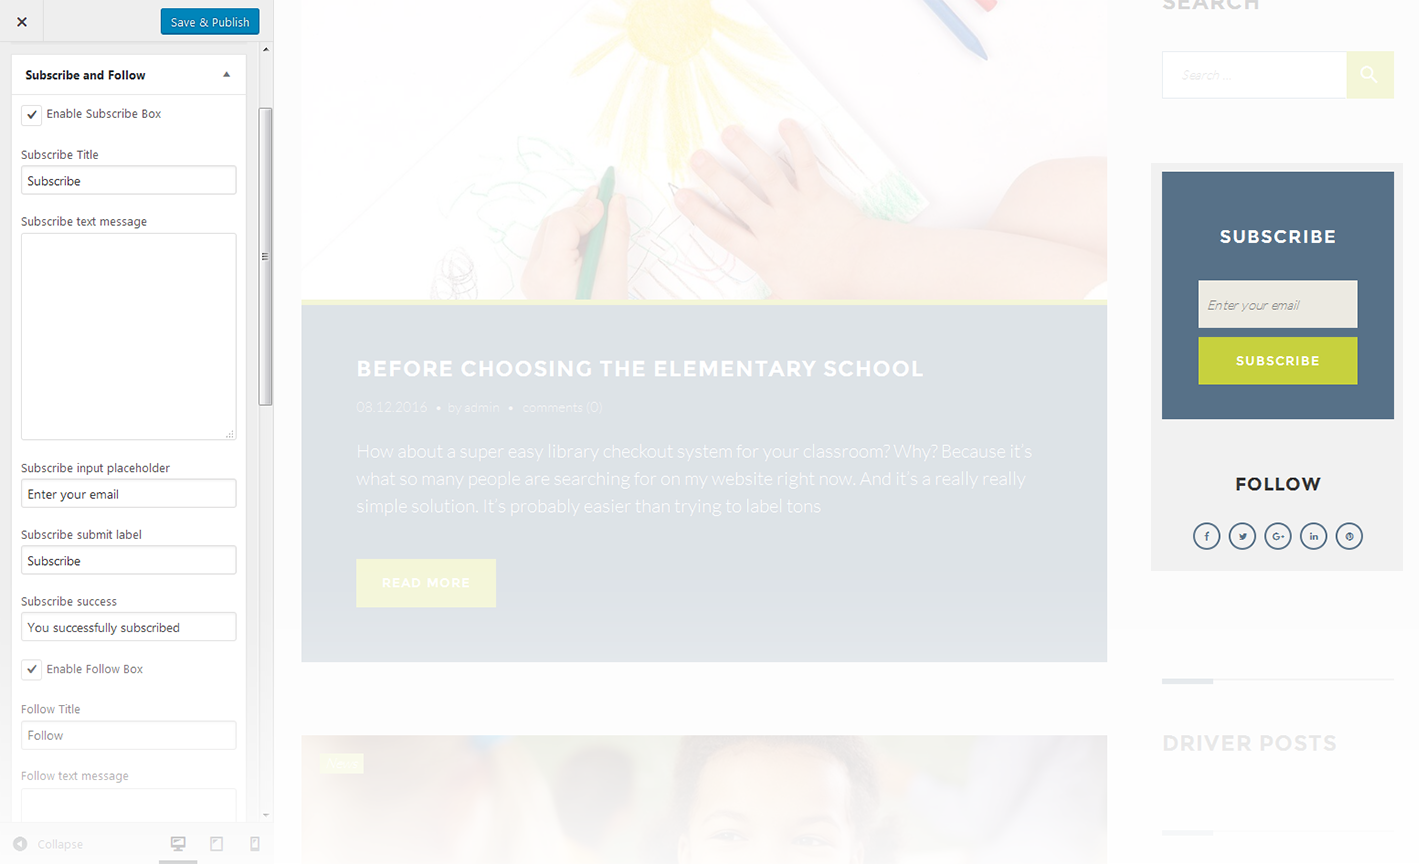 Save & Publish
Subscribe and Follow
Enable Subscribe Box
Subscribe Title
Subscribe
Subscribe text message
Subscribe input placeholder
Enter your email
Subscribe submit label
Subscribe
Subscribe success
You successfully subscribed
Enable Follow Box
Follow Title
Follow
Follow text message
Collapse
BEFORE CHOOSING THE ELEMENTARY SCHOOL
08.12.2016 • by admin • comments (0)
How about a super easy library checkout system for your classroom? Why? Because it's
what so many people are searching for on my website right now. And it's a really really
simple solution. It's probably easier than trying to label tons
READ MORE
SEARCH
Search ...
SUBSCRIBE
Enter your email
SUBSCRIBE
FOLLOW
DRIVER POSTS